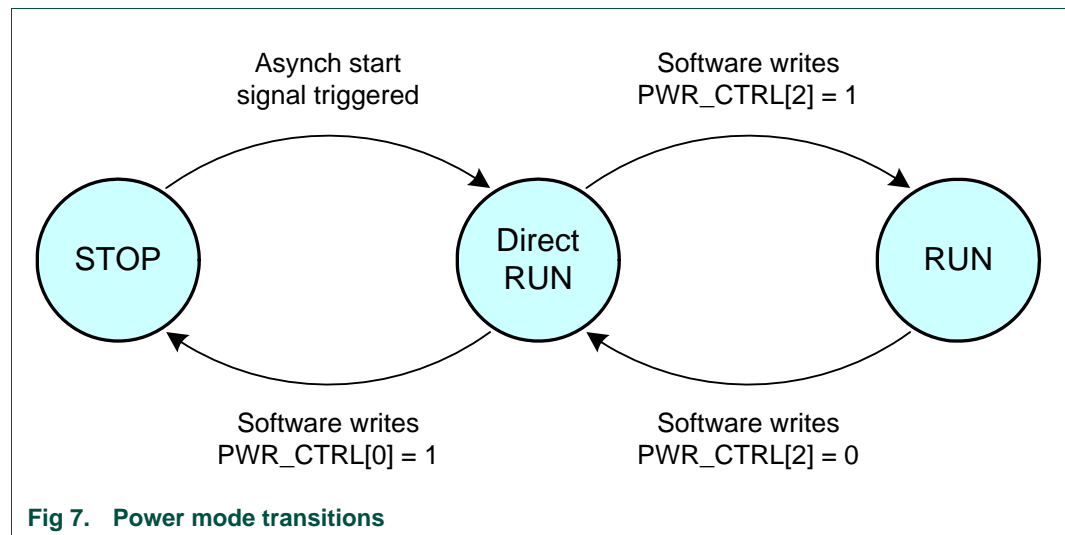 Asynch start
signal triggered
Software writes
PWR_CTRL[2] = 1
STOP
Direct
RUN
RUN
Software writes
PWR_CTRL[0] = 1
Software writes
PWR_CTRL[2] = 0
Fig 7. Power mode transitions